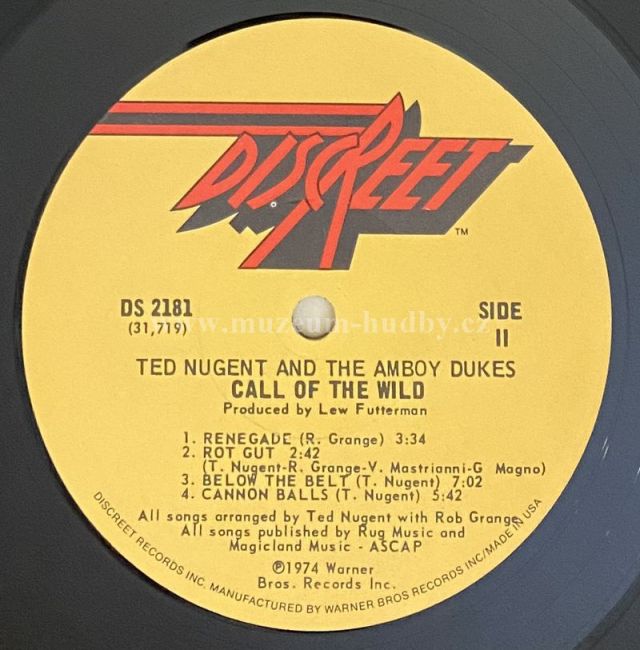 DISCREET
TM
DS 2181
(31,719)
SIDE
II
www.muzeum-hudby.cz
TED NUGENT AND THE AMBOY DUKES
CALL OF THE WILD
Produced by Lew Futterman
1. RENEGADE (R. Grange) 3:34
2. ROT GUT 2:42
(T. Nugent-R. Grange-V. Mastrianni-G Magno)
3. BELOW THE BELT (T. Nugent) 7:02
4. CANNON BALLS (T. Nugent) 5:42
All songs arranged by Ted Nugent with Rob Grange
All songs published by Rug Music and
Magicland Music - ASCAP
℗1974 Warner
Bros. Records Inc.
DISCREET RECORDS INC. MANUFACTURED BY WARNER BROS RECORDS INC/MADE IN USA